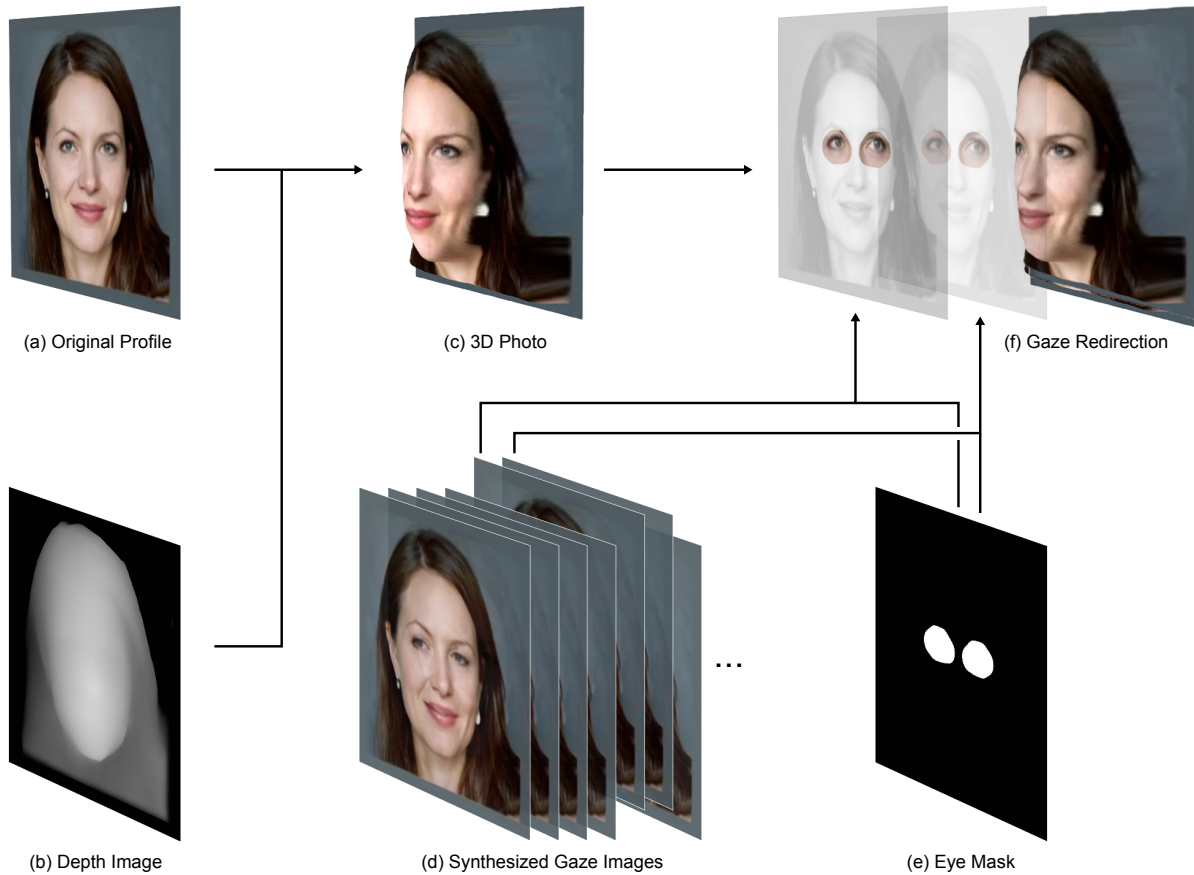 (a) Original Profile
(c) 3D Photo
(f) Gaze Redirection
...
(b) Depth Image
(d) Synthesized Gaze Images
(e) Eye Mask